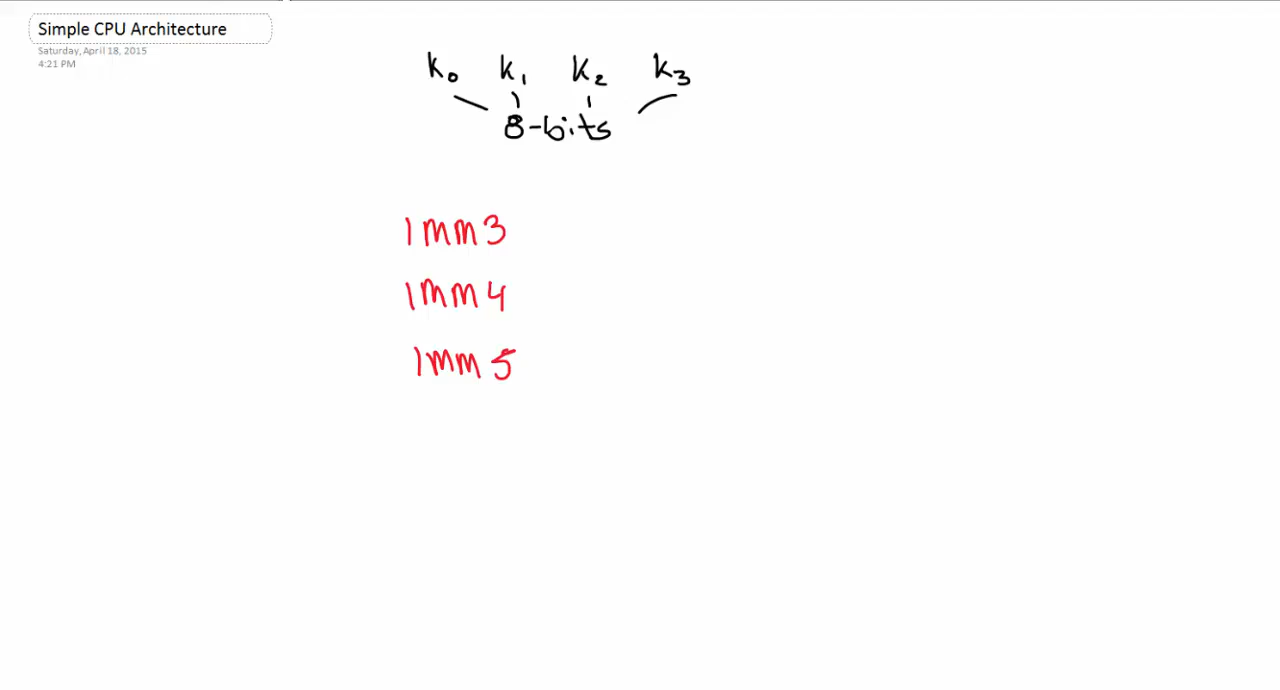 Simple CPU Architecture
Saturday, April 18, 2015
4:21 PM
K₀ K₁ K₂ K₃
8-bits
Imm3
Imm4
Imm5